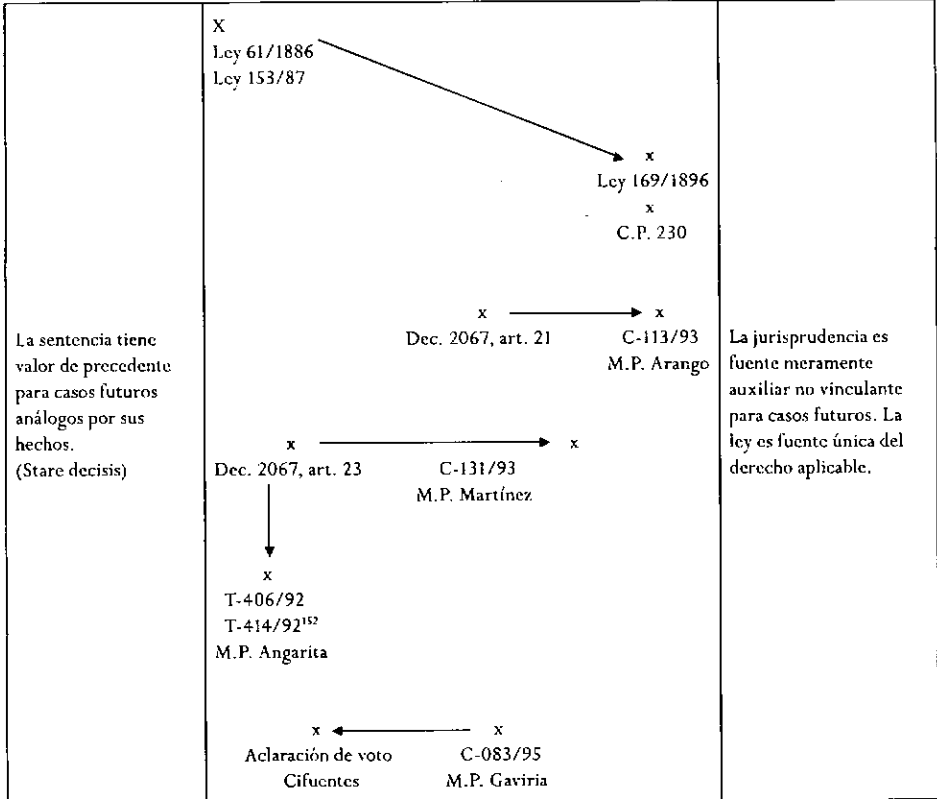 X
Ley 61/1886
Ley 153/87
x
Ley 169/1896
x
C.P. 230
x
x
Dec. 2067, art. 21
C-113/93
M.P. Arango
La sentencia tiene
valor de precedente
para casos futuros
análogos por sus
hechos.
(Stare decisis)
La jurisprudencia es
fuente meramente
auxiliar no vinculante
para casos futuros. La
ley es fuente única del
derecho aplicable.
x
x
Dec. 2067, art. 23
C-131/93
M.P. Martínez
x
T-406/92
T-414/92¹⁵²
M.P. Angarita
x
x
Aclaración de voto
Cifuentes
C-083/95
M.P. Gaviria